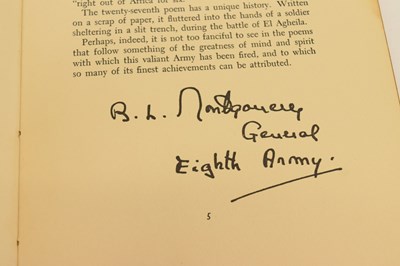 "right out of Africa for us."
The twenty-seventh poem has a unique history. Written
on a scrap of paper, it fluttered into the hands of a soldier
sheltering in a slit trench, during the battle of El Agheila.
Perhaps, indeed, it is not too fanciful to see in the poems
that follow something of the greatness of mind and spirit
with which this valiant Army has been fired, and to which
so many of its finest achievements can be attributed.
B. L. Montgomery
General
Eighth Army.
5